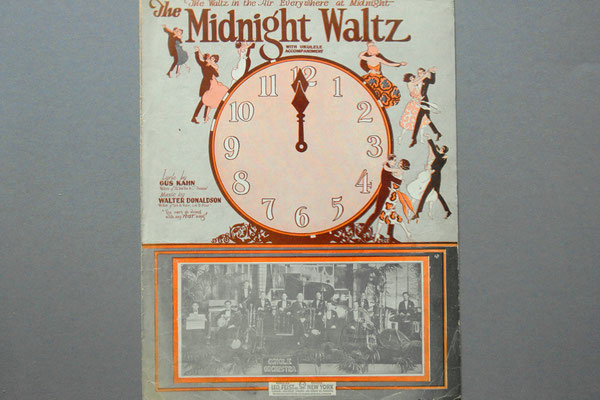 The Waltz in the Air Everywhere at Midnight
The Midnight Waltz
WITH UKULELE
ACCOMPANIMENT
12
11
1
10
2
9
3
8
4
7
5
6
Lyric by
GUS KAHN
Music by
WALTER DONALDSON
ORCHESTRA
LEO FEIST NEW YORK